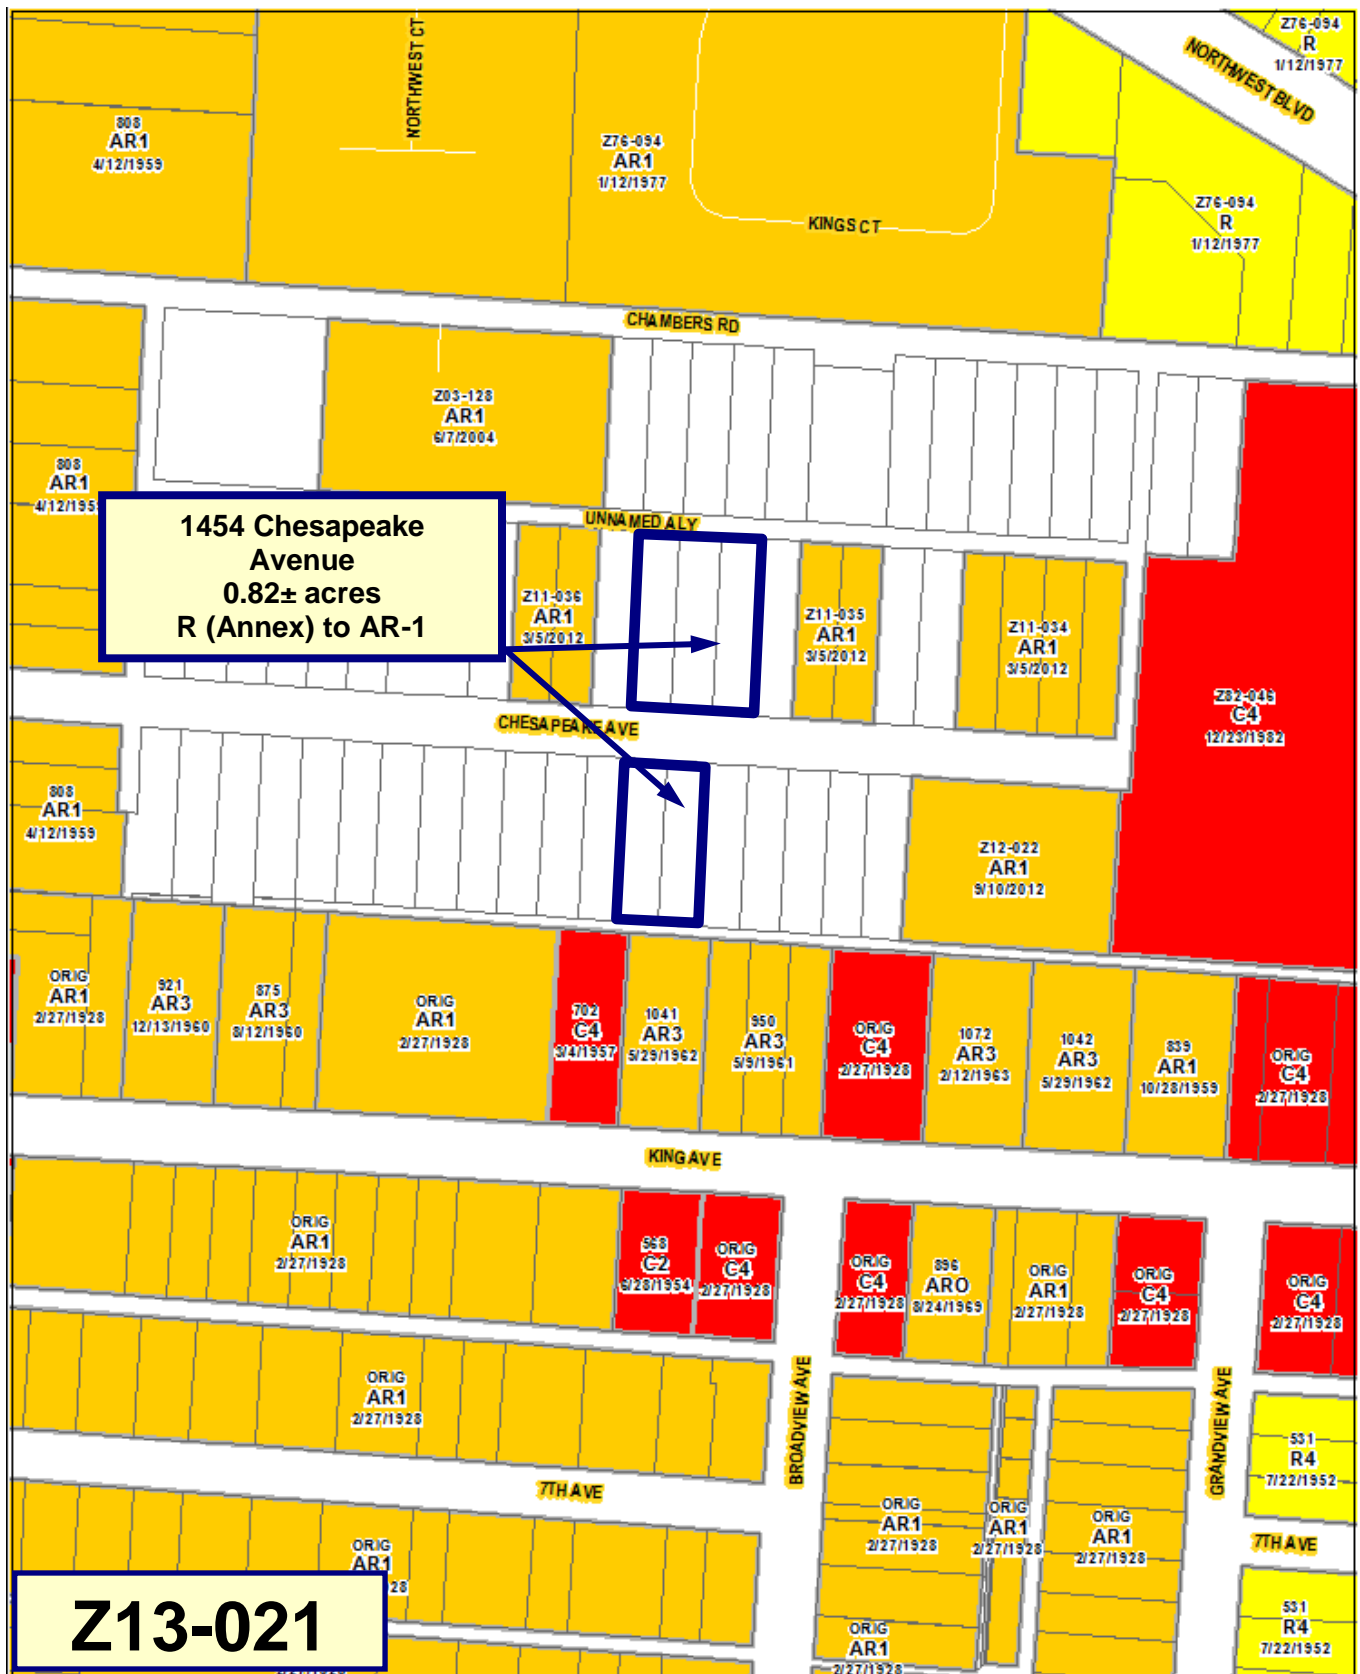 NORTHWEST CT
Z76-094
R
1/12/1977
NORTHWEST BLVD
808
AR1
4/12/1959
Z76-094
AR1
1/12/1977
KINGS CT
Z76-094
R
1/12/1977
CHAMBERS RD
Z03-128
AR1
6/7/2004
808
AR1
4/12/195
UNNAMED ALY
1454 Chesapeake
Avenue
0.82± acres
R (Annex) to AR-1
Z11-036
AR1
3/5/2012
Z11-035
AR1
3/5/2012
Z11-034
AR1
3/5/2012
Z82-046
C4
12/23/1982
CHESAPEAKE AVE
808
AR1
4/12/1959
Z12-022
AR1
9/10/2012
ORIG
AR1
2/27/1928
921
AR3
12/13/1960
875
AR3
8/12/1960
ORIG
AR1
2/27/1928
702
C4
3/4/1957
1041
AR3
5/29/1962
950
AR3
5/9/1961
ORIG
C4
2/27/1928
1072
AR3
2/12/1963
1042
AR3
5/29/1962
839
AR1
10/28/1959
ORIG
C4
2/27/1928
KING AVE
ORIG
AR1
2/27/1928
568
C2
6/28/1954
ORIG
C4
2/27/1928
ORIG
C4
2/27/1928
896
ARO
8/24/1969
ORIG
AR1
2/27/1928
ORIG
C4
2/27/1928
ORIG
C4
2/27/1928
ORIG
AR1
2/27/1928
BROADVIEW AVE
GRANDVIEW AVE
531
R4
7/22/1952
7TH AVE
ORIG
AR1
2/27/1928
ORIG
AR1
2/27/1928
ORIG
AR1
2/27/1928
7TH AVE
ORIG
AR1
28
Z13-021
531
R4
7/22/1952
ORIG
AR1
2/27/1928